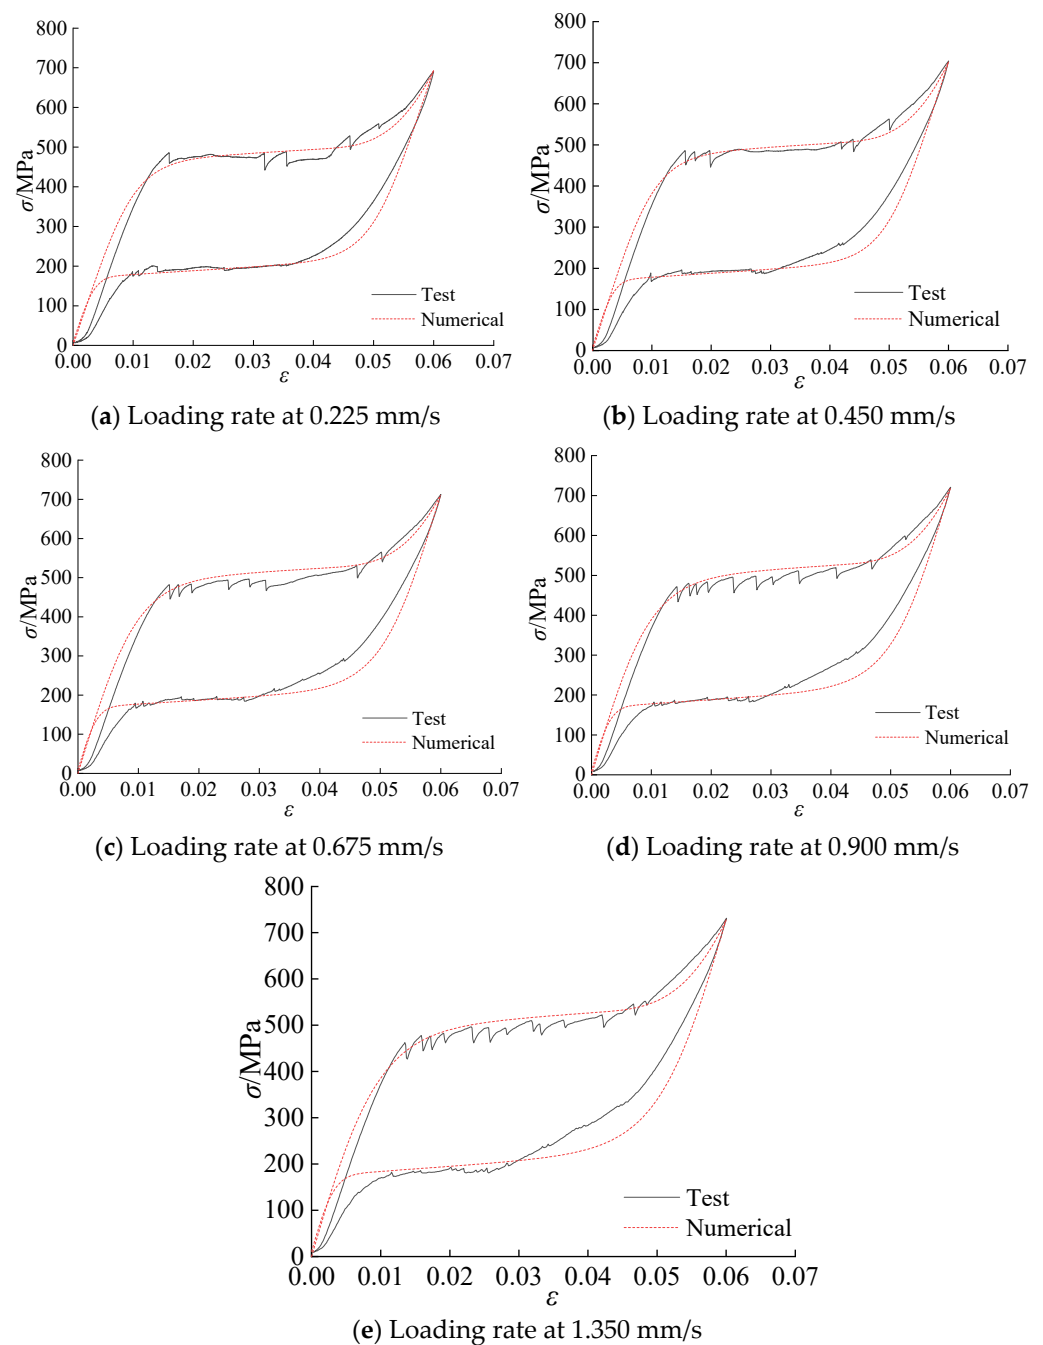 800
700
600
500
400
300
200
100
0
σ/MPa
Test
Numerical
0.00 0.01 0.02 0.03 0.04 0.05 0.06 0.07
ε
(a) Loading rate at 0.225 mm/s
800
700
600
500
400
300
200
100
0
σ/MPa
Test
Numerical
0.00 0.01 0.02 0.03 0.04 0.05 0.06 0.07
ε
(b) Loading rate at 0.450 mm/s
800
700
600
500
400
300
200
100
0
σ/MPa
Test
Numerical
0.00 0.01 0.02 0.03 0.04 0.05 0.06 0.07
ε
(c) Loading rate at 0.675 mm/s
800
700
600
500
400
300
200
100
0
σ/MPa
Test
Numerical
0.00 0.01 0.02 0.03 0.04 0.05 0.06 0.07
ε
(d) Loading rate at 0.900 mm/s
800
700
600
500
400
300
200
100
0
σ/MPa
Test
Numerical
0.00 0.01 0.02 0.03 0.04 0.05 0.06 0.07
ε
(e) Loading rate at 1.350 mm/s